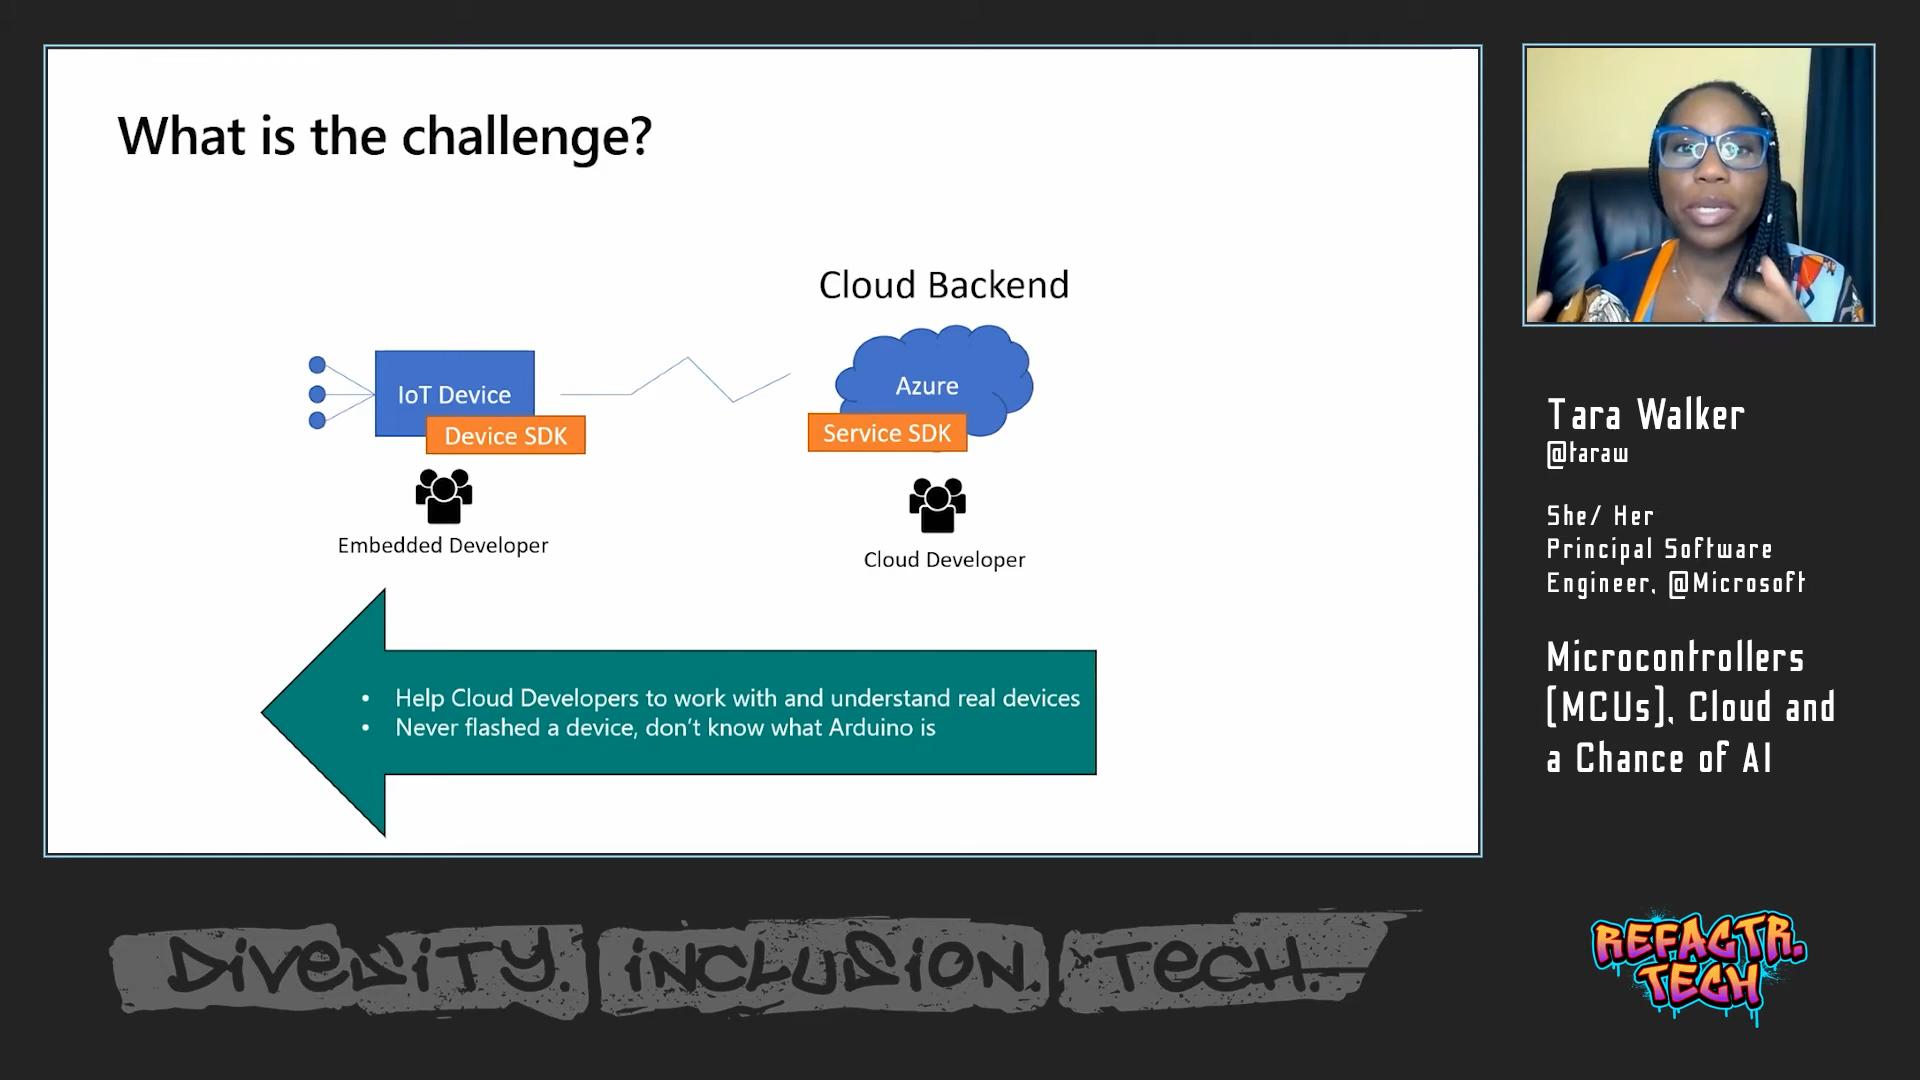 What is the challenge?
Cloud Backend
IoT Device
Azure
Device SDK
Service SDK
Embedded Developer
Cloud Developer
• Help Cloud Developers to work with and understand real devices
• Never flashed a device, don't know what Arduino is
Tara Walker
@taraw
She/ Her
Principal Software
Engineer, @Microsoft
Microcontrollers
(MCUs), Cloud and
a Chance of AI
DiVeRSiTY. iNCLUSiON. TeCH.
REFACTR.
TECH